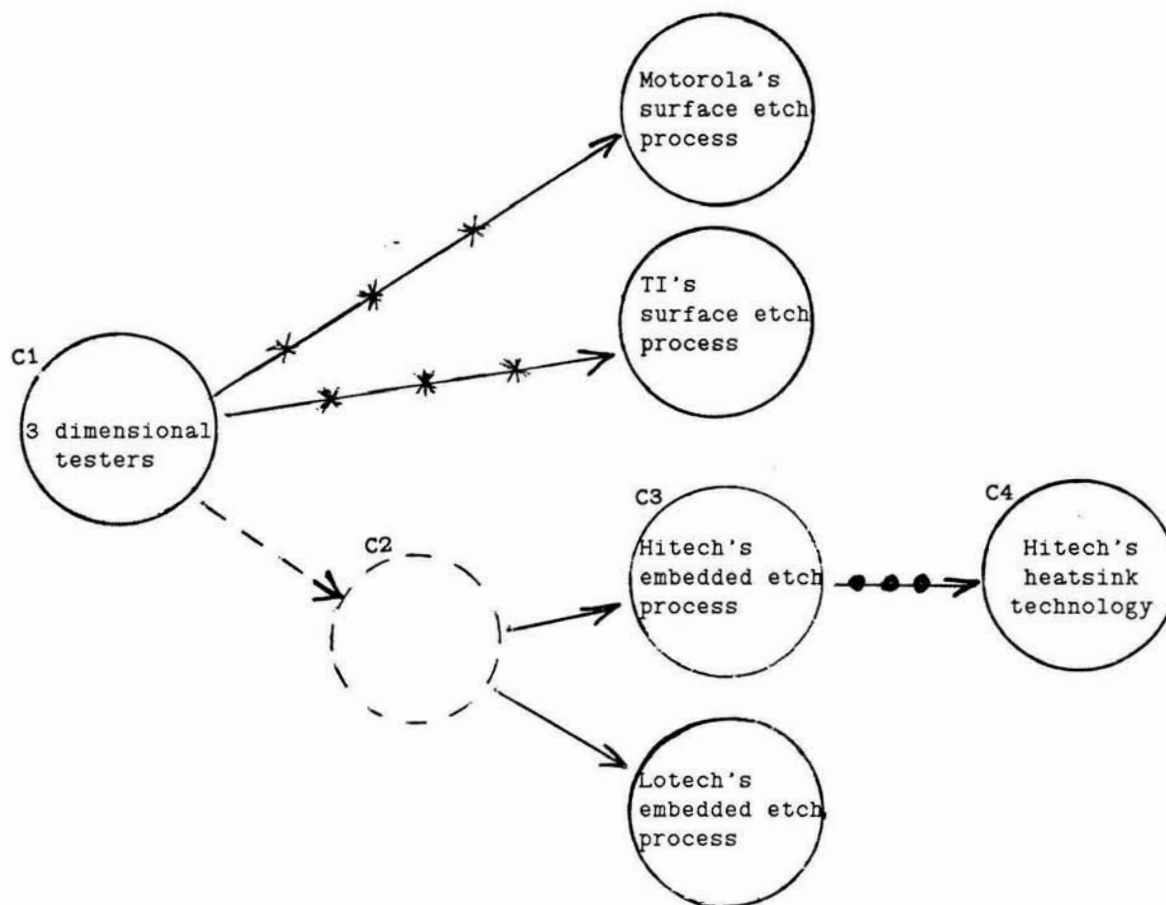 Motorola's
surface etch
process
TI's
surface etch
process
C1
3 dimensional
testers
C2
C3
Hitech's
embedded etch
process
C4
Hitech's
heatsink
technology
Lotech's
embedded etch
process